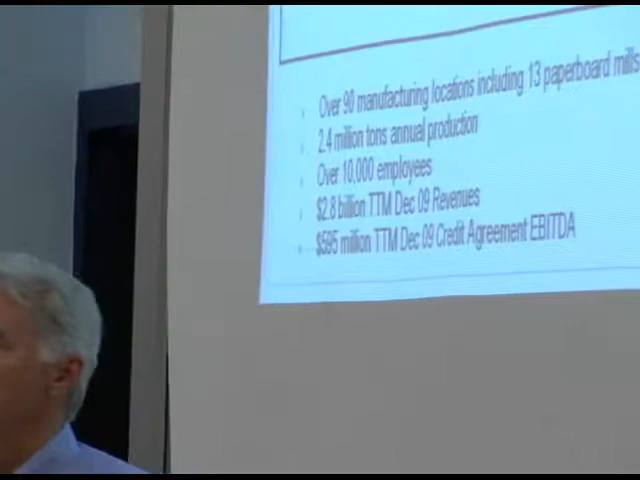 Over 90 manufacturing locations including 13 paperboard mills
2.4 million tons annual production
Over 10,000 employees
$2.8 billion TTM Dec 09 Revenues
$595 million TTM Dec 09 Credit Agreement EBITDA